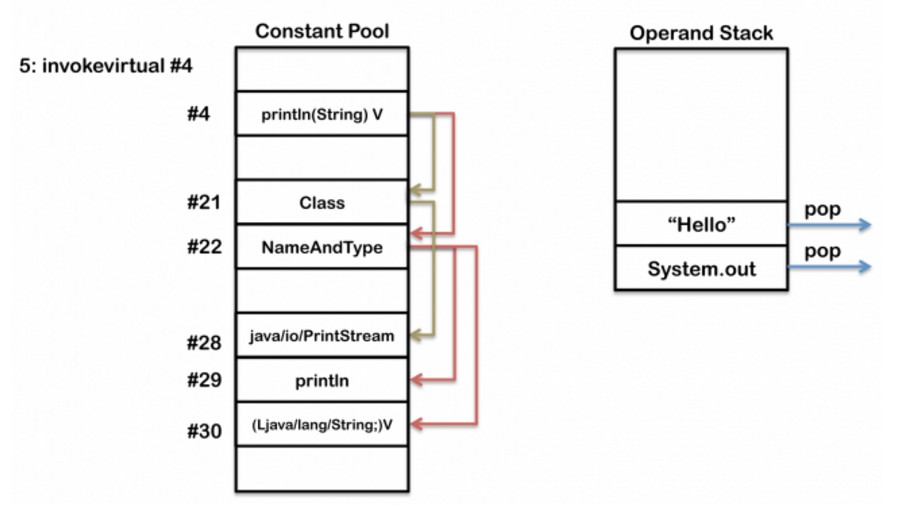 Constant Pool
Operand Stack
5: invokevirtual #4
#4
println(String) V
#21
Class
#22
NameAndType
#28
java/io/PrintStream
#29
println
#30
(Ljava/lang/String;)V
“Hello”
pop
System.out
pop